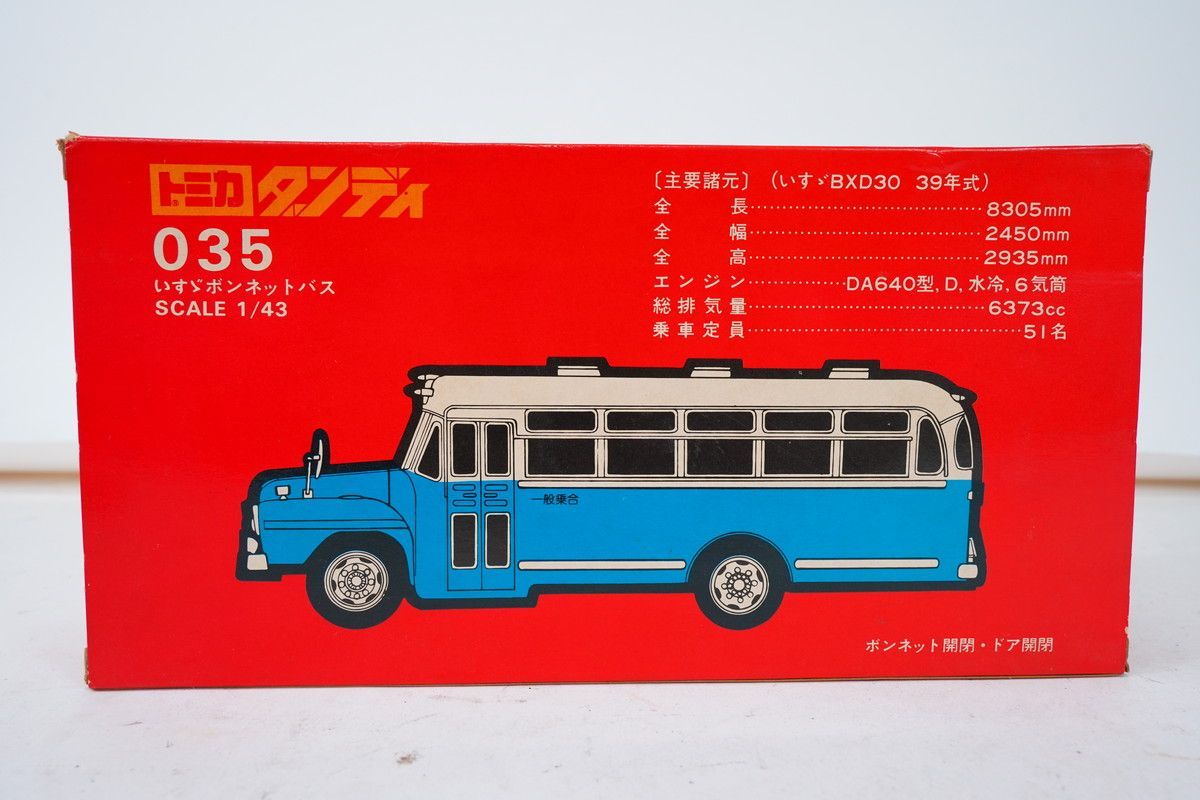 トミカ® ダンディ
035
いすゞボンネットバス
SCALE 1/43
〔主要諸元〕（いすゞBXD30 39年式）
全長……………………………8305mm
全幅……………………………2450mm
全高……………………………2935mm
エンジン……………DA640型, D, 水冷, 6気筒
総排気量……………………………6373cc
乗車定員…………………………………51名
一般乗合
ボンネット開閉・ドア開閉